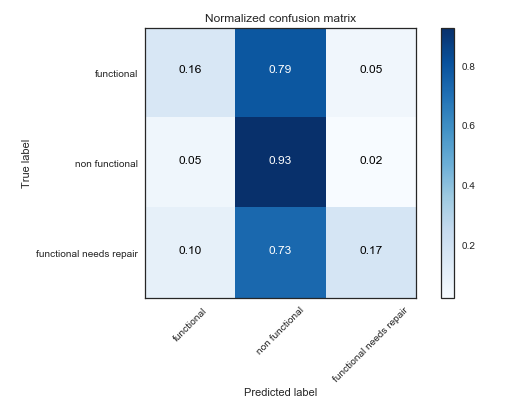 Normalized confusion matrix
True label
functional
0.16 0.79 0.05
non functional
0.05 0.93 0.02
functional needs repair
0.10 0.73 0.17
functional
non functional
functional needs repair
Predicted label
0.8
0.6
0.4
0.2